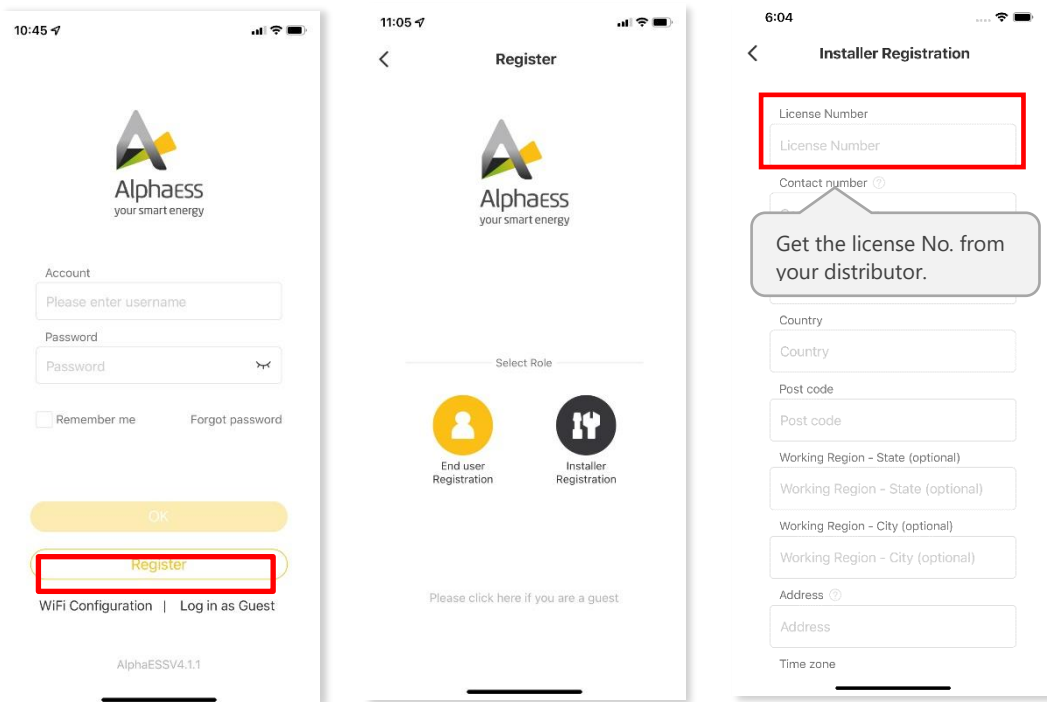 10:45
AlphaESS
your smart energy
Account
Please enter username
Password
Password
Remember me
Forgot password
OK
Register
WiFi Configuration | Log in as Guest
AlphaESSV4.1.1
11:05
Register
AlphaESS
your smart energy
Select Role
End user
Registration
Installer
Registration
Please click here if you are a guest
6:04
Installer Registration
License Number
License Number
Contact number
Get the license No. from
your distributor.
Country
Country
Post code
Post code
Working Region - State (optional)
Working Region - State (optional)
Working Region - City (optional)
Working Region - City (optional)
Address
Address
Time zone